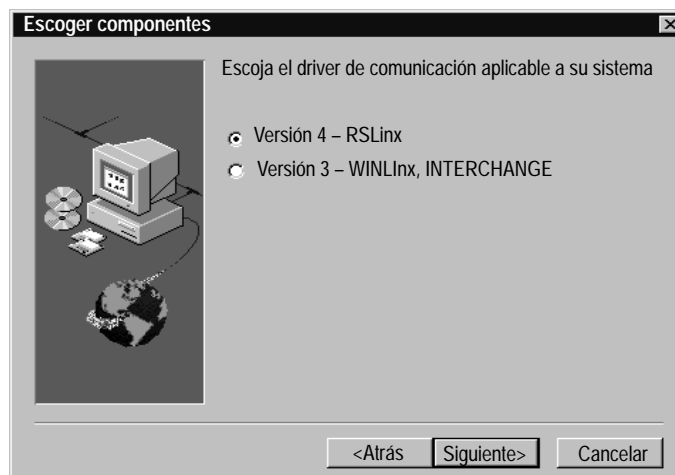 Escoger componentes
Escoja el driver de comunicación aplicable a su sistema
Versión 4 – RSLinx
Versión 3 – WINLInx, INTERCHANGE
<Atrás
Siguiente>
Cancelar